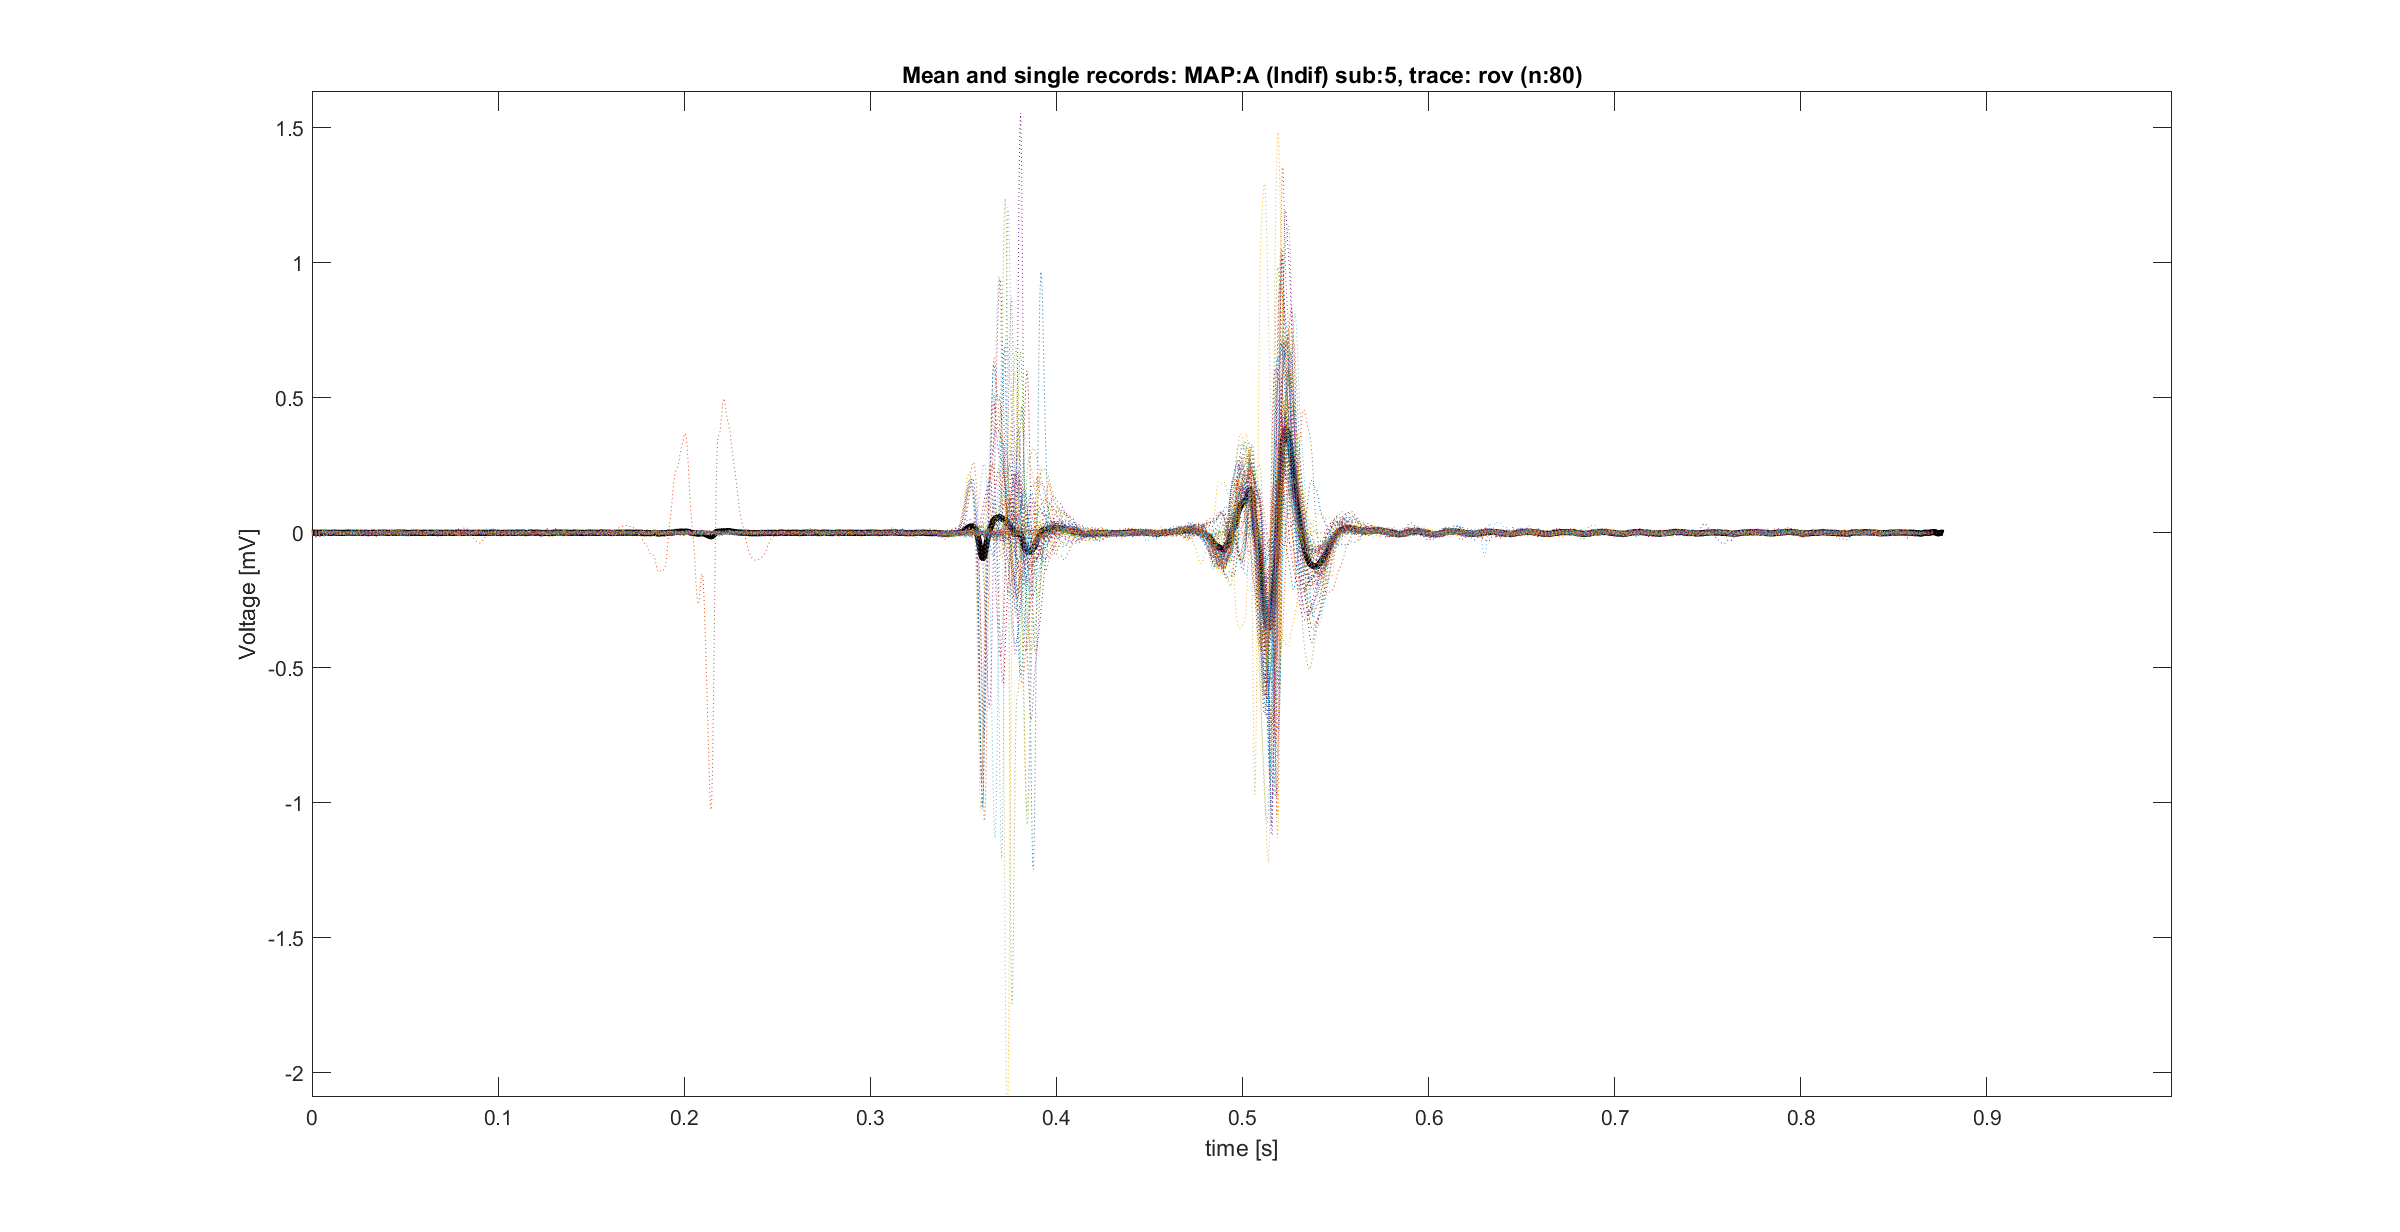 Mean and single records: MAP:A (Indif) sub:5, trace: rov (n:80)
1.5
1
0.5
0
-0.5
-1
-1.5
-2
Voltage [mV]
0 0.1 0.2 0.3 0.4 0.5 0.6 0.7 0.8 0.9
time [s]